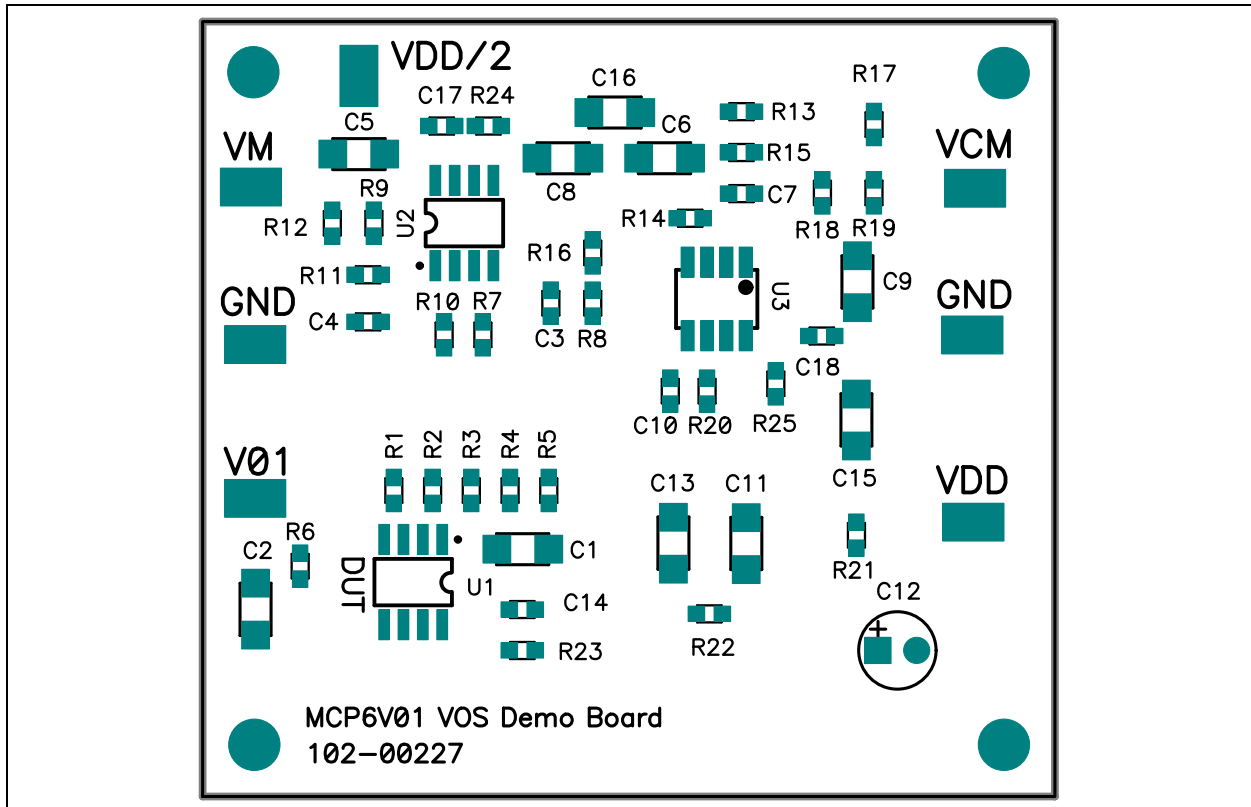 VDD/2
C16
R17
C17 R24
C5
C6
R13
VM
VCM
R15
R9
C8
C7
R12
U2
R14
R18
R19
R16
R11
GND
C9
GND
U3
R10 R7
C4
C3 R8
C18
R25
C10 R20
R1
R2
R3
R4
R5
V01
C15
VDD
C13
C11
R6
C2
C1
R21
DUT
U1
C12
C14
+
R22
R23
MCP6V01 VOS Demo Board
102-00227